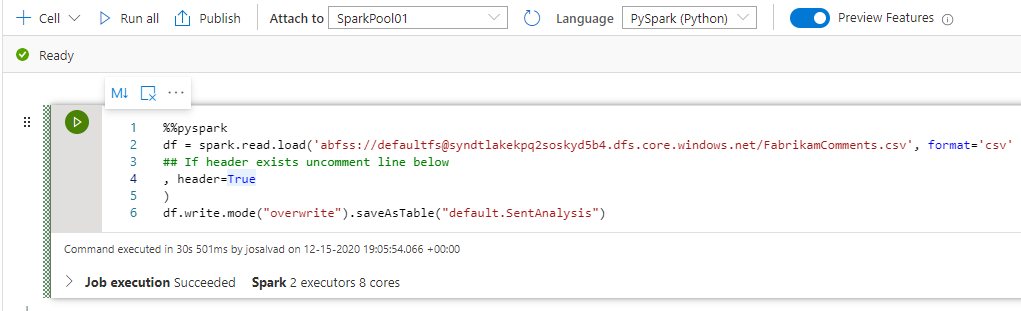 Cell Run all Publish Attach to SparkPool01 Language PySpark (Python) Preview Features
Ready
M↓ ...
1 %%pyspark
2 df = spark.read.load('abfss://defaultfs@syndtlakekpq2soskyd5b4.dfs.core.windows.net/FabrikamComments.csv', format='csv'
3 ## If header exists uncomment line below
4 , header=True
5 )
6 df.write.mode("overwrite").saveAsTable("default.SentAnalysis")
Command executed in 30s 501ms by josalvad on 12-15-2020 19:05:54.066 +00:00
Job execution Succeeded Spark 2 executors 8 cores